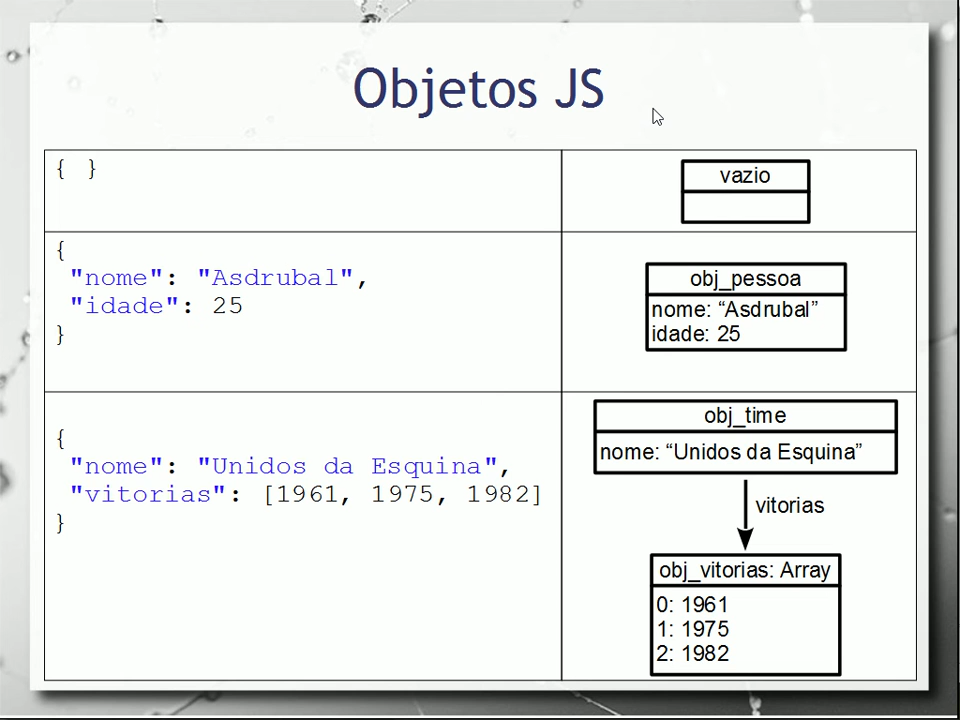 Objetos JS
{ }
vazio
{
"nome": "Asdrubal",
"idade": 25
}
obj_pessoa
nome: “Asdrubal”
idade: 25
{
"nome": "Unidos da Esquina",
"vitorias": [1961, 1975, 1982]
}
obj_time
nome: “Unidos da Esquina”
vitorias
obj_vitorias: Array
0: 1961
1: 1975
2: 1982